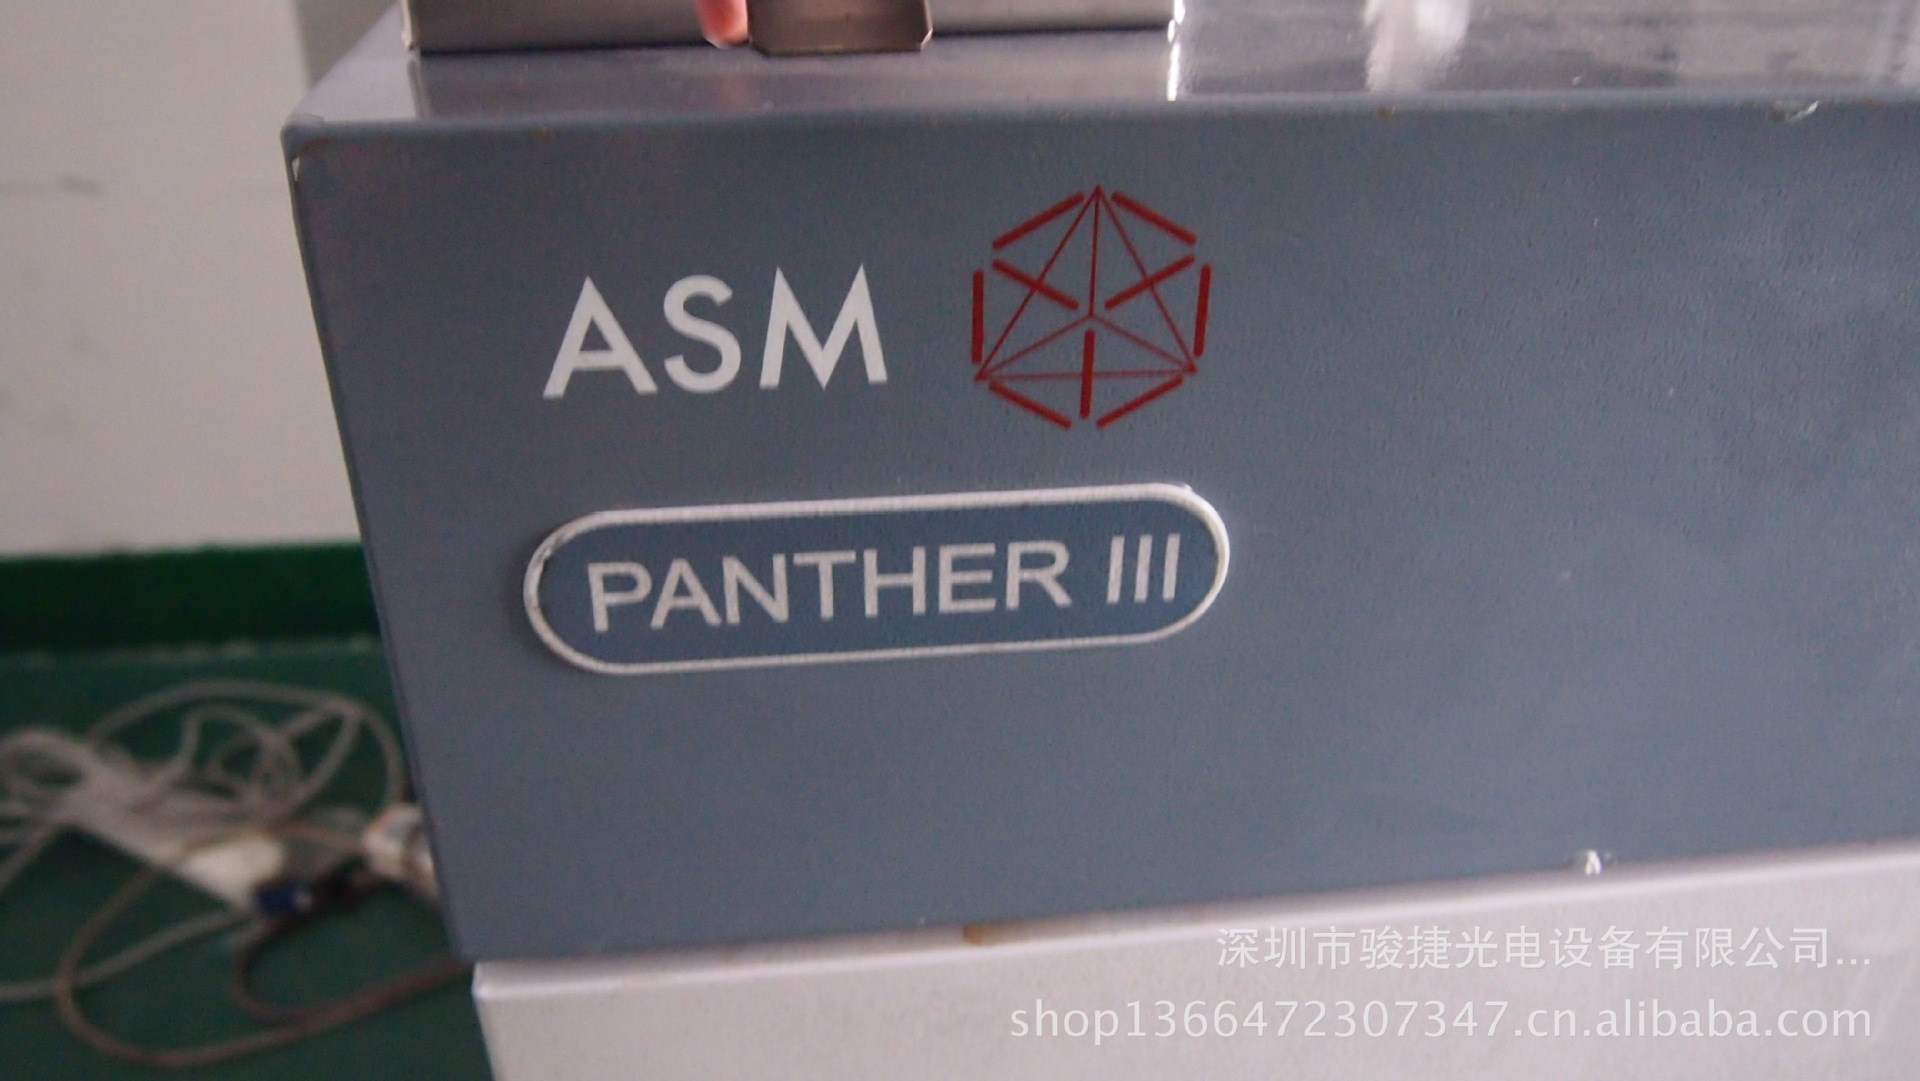 ASM
PANTHER III
深圳市骏捷光电设备有限公司...
shop1366472307347.cn.alibaba.com